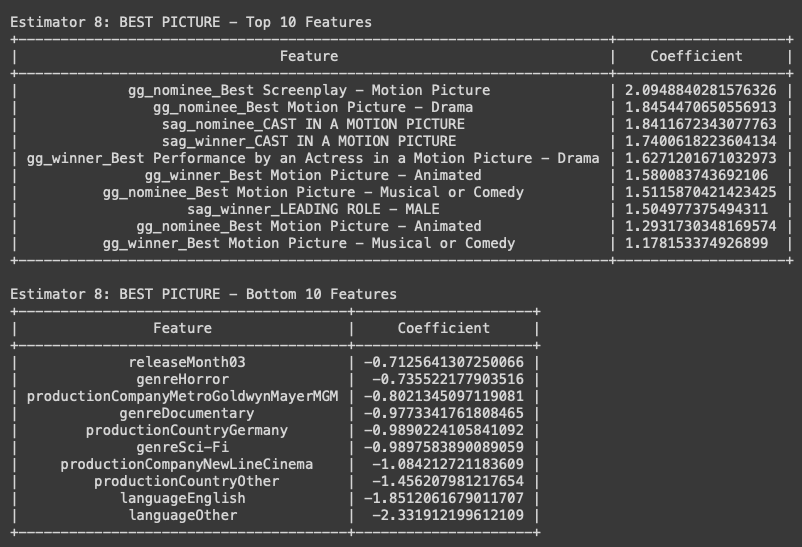 Estimator 8: BEST PICTURE – Top 10 Features
Feature | Coefficient
gg_nominee_Best Screenplay – Motion Picture | 2.0948840281576326
gg_nominee_Best Motion Picture – Drama | 1.8454470650556913
sag_nominee_CAST IN A MOTION PICTURE | 1.8411672343077763
sag_winner_CAST IN A MOTION PICTURE | 1.7400618223604134
gg_winner_Best Performance by an Actress in a Motion Picture – Drama | 1.6271201671032973
gg_winner_Best Motion Picture – Animated | 1.580083743692106
gg_nominee_Best Motion Picture – Musical or Comedy | 1.5115870421423425
sag_winner_LEADING ROLE – MALE | 1.504977375494311
gg_nominee_Best Motion Picture – Animated | 1.2931730348169574
gg_winner_Best Motion Picture – Musical or Comedy | 1.178153374926899
Estimator 8: BEST PICTURE – Bottom 10 Features
Feature | Coefficient
releaseMonth03 | -0.7125641307250066
genreHorror | -0.735522177903516
productionCompanyMetroGoldwynMayerMGM | -0.8021345097119081
genreDocumentary | -0.9773341761808465
productionCountryGermany | -0.9890224105841092
genreSci-Fi | -0.9897583890089059
productionCompanyNewLineCinema | -1.084212721183609
productionCountryOther | -1.456207981217654
languageEnglish | -1.8512061679011707
languageOther | -2.331912199612109